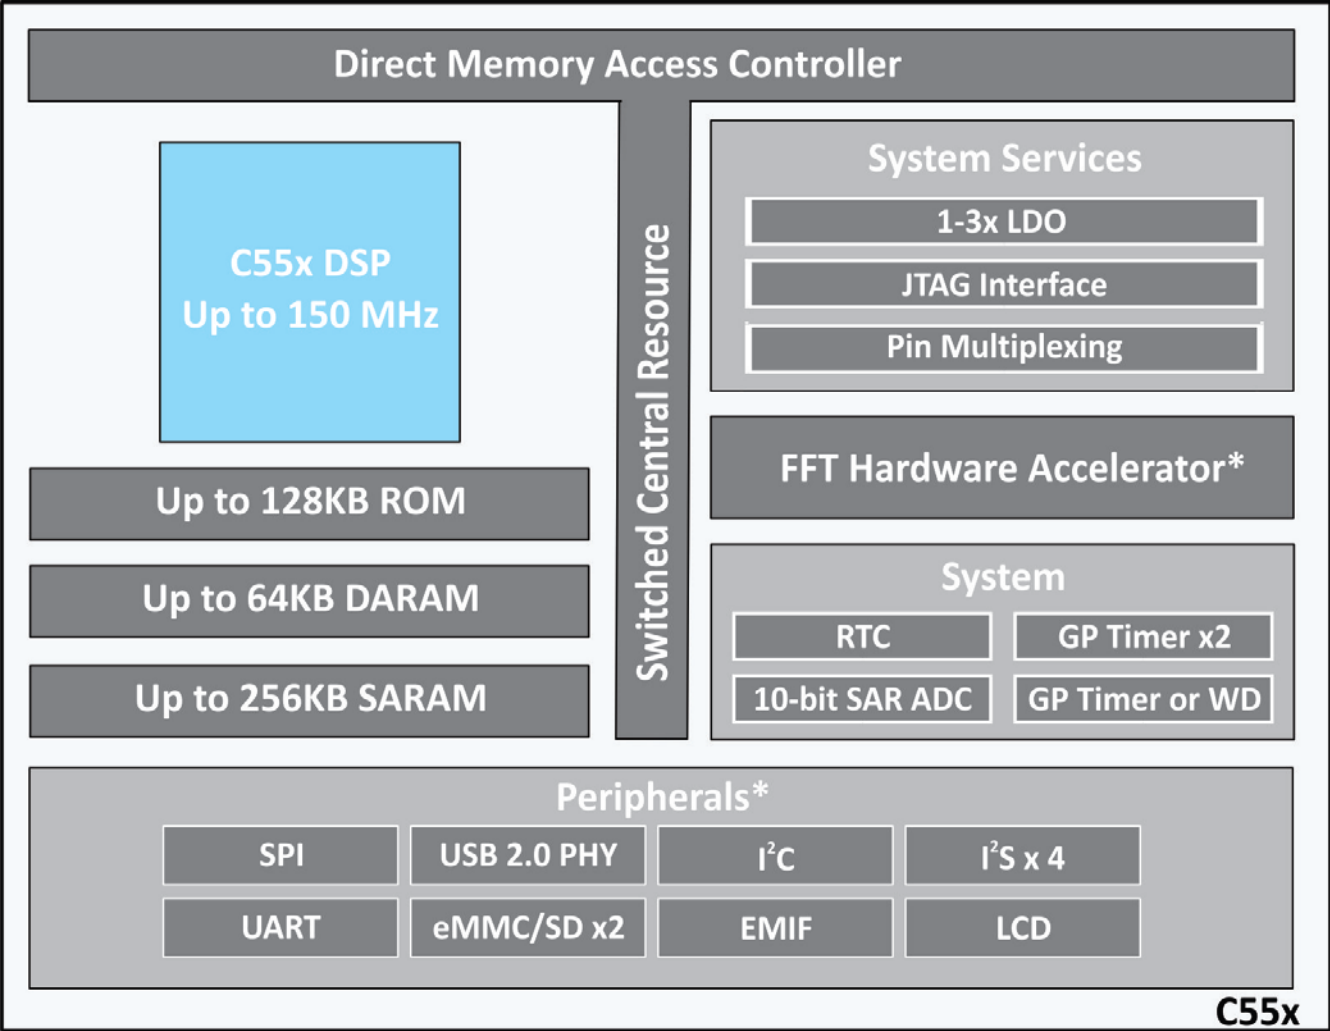 Direct Memory Access Controller
C55x DSP
Up to 150 MHz
Up to 128KB ROM
Up to 64KB DARAM
Up to 256KB SARAM
Switched Central Resource
System Services
1-3x LDO
JTAG Interface
Pin Multiplexing
FFT Hardware Accelerator*
System
RTC
GP Timer x2
10-bit SAR ADC
GP Timer or WD
Peripherals*
SPI
USB 2.0 PHY
I²C
I²S x 4
UART
eMMC/SD x2
EMIF
LCD
C55x